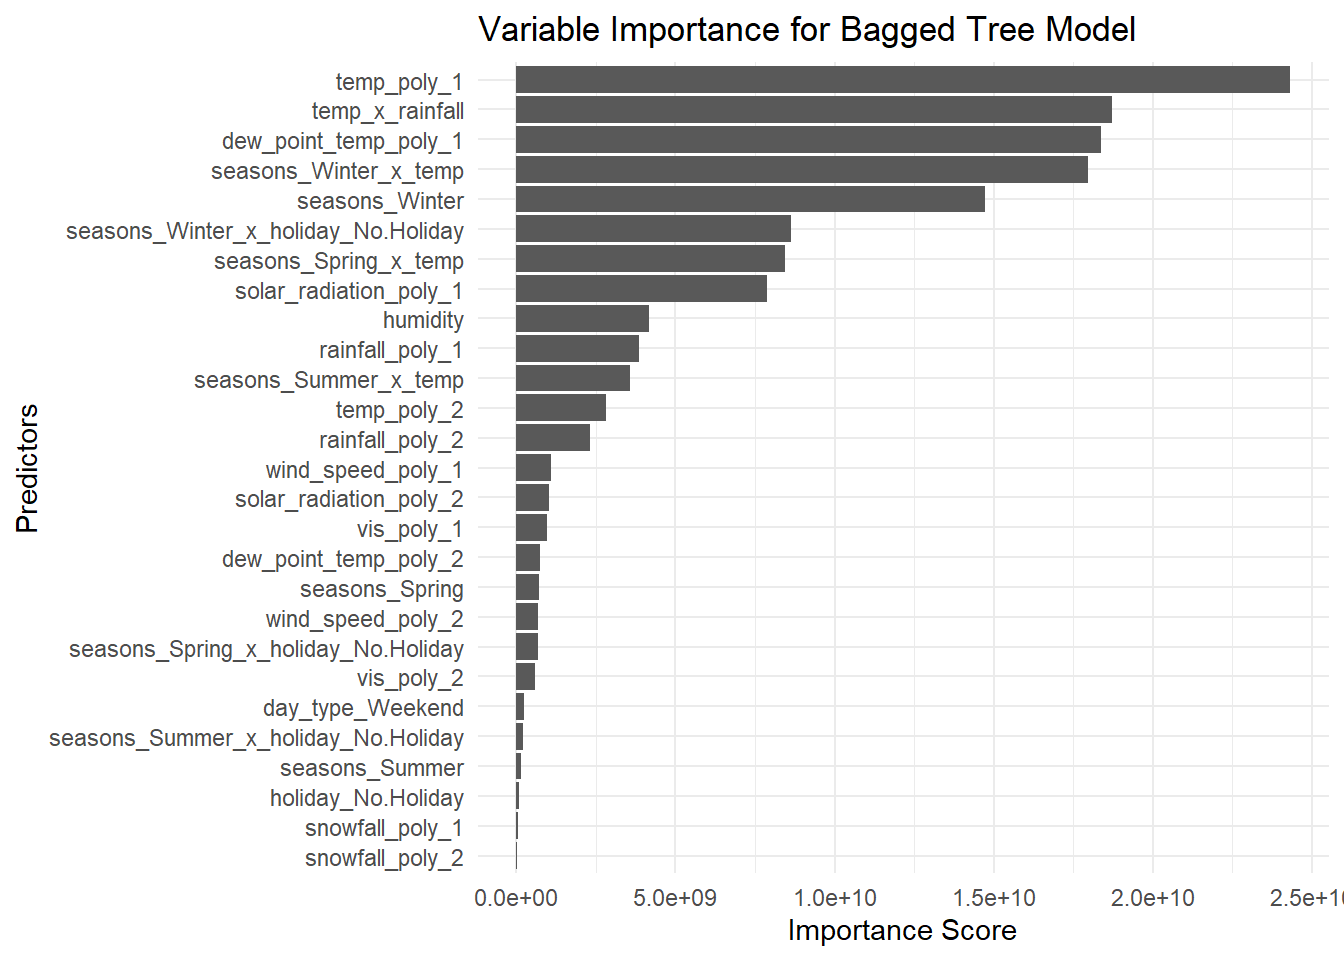 Variable Importance for Bagged Tree Model
temp_poly_1
temp_x_rainfall
dew_point_temp_poly_1
seasons_Winter_x_temp
seasons_Winter
seasons_Winter_x_holiday_No.Holiday
seasons_Spring_x_temp
solar_radiation_poly_1
humidity
rainfall_poly_1
seasons_Summer_x_temp
temp_poly_2
rainfall_poly_2
wind_speed_poly_1
solar_radiation_poly_2
vis_poly_1
dew_point_temp_poly_2
seasons_Spring
wind_speed_poly_2
seasons_Spring_x_holiday_No.Holiday
vis_poly_2
day_type_Weekend
seasons_Summer_x_holiday_No.Holiday
seasons_Summer
holiday_No.Holiday
snowfall_poly_1
snowfall_poly_2
Predictors
0.0e+00 5.0e+09 1.0e+10 1.5e+10 2.0e+10
Importance Score